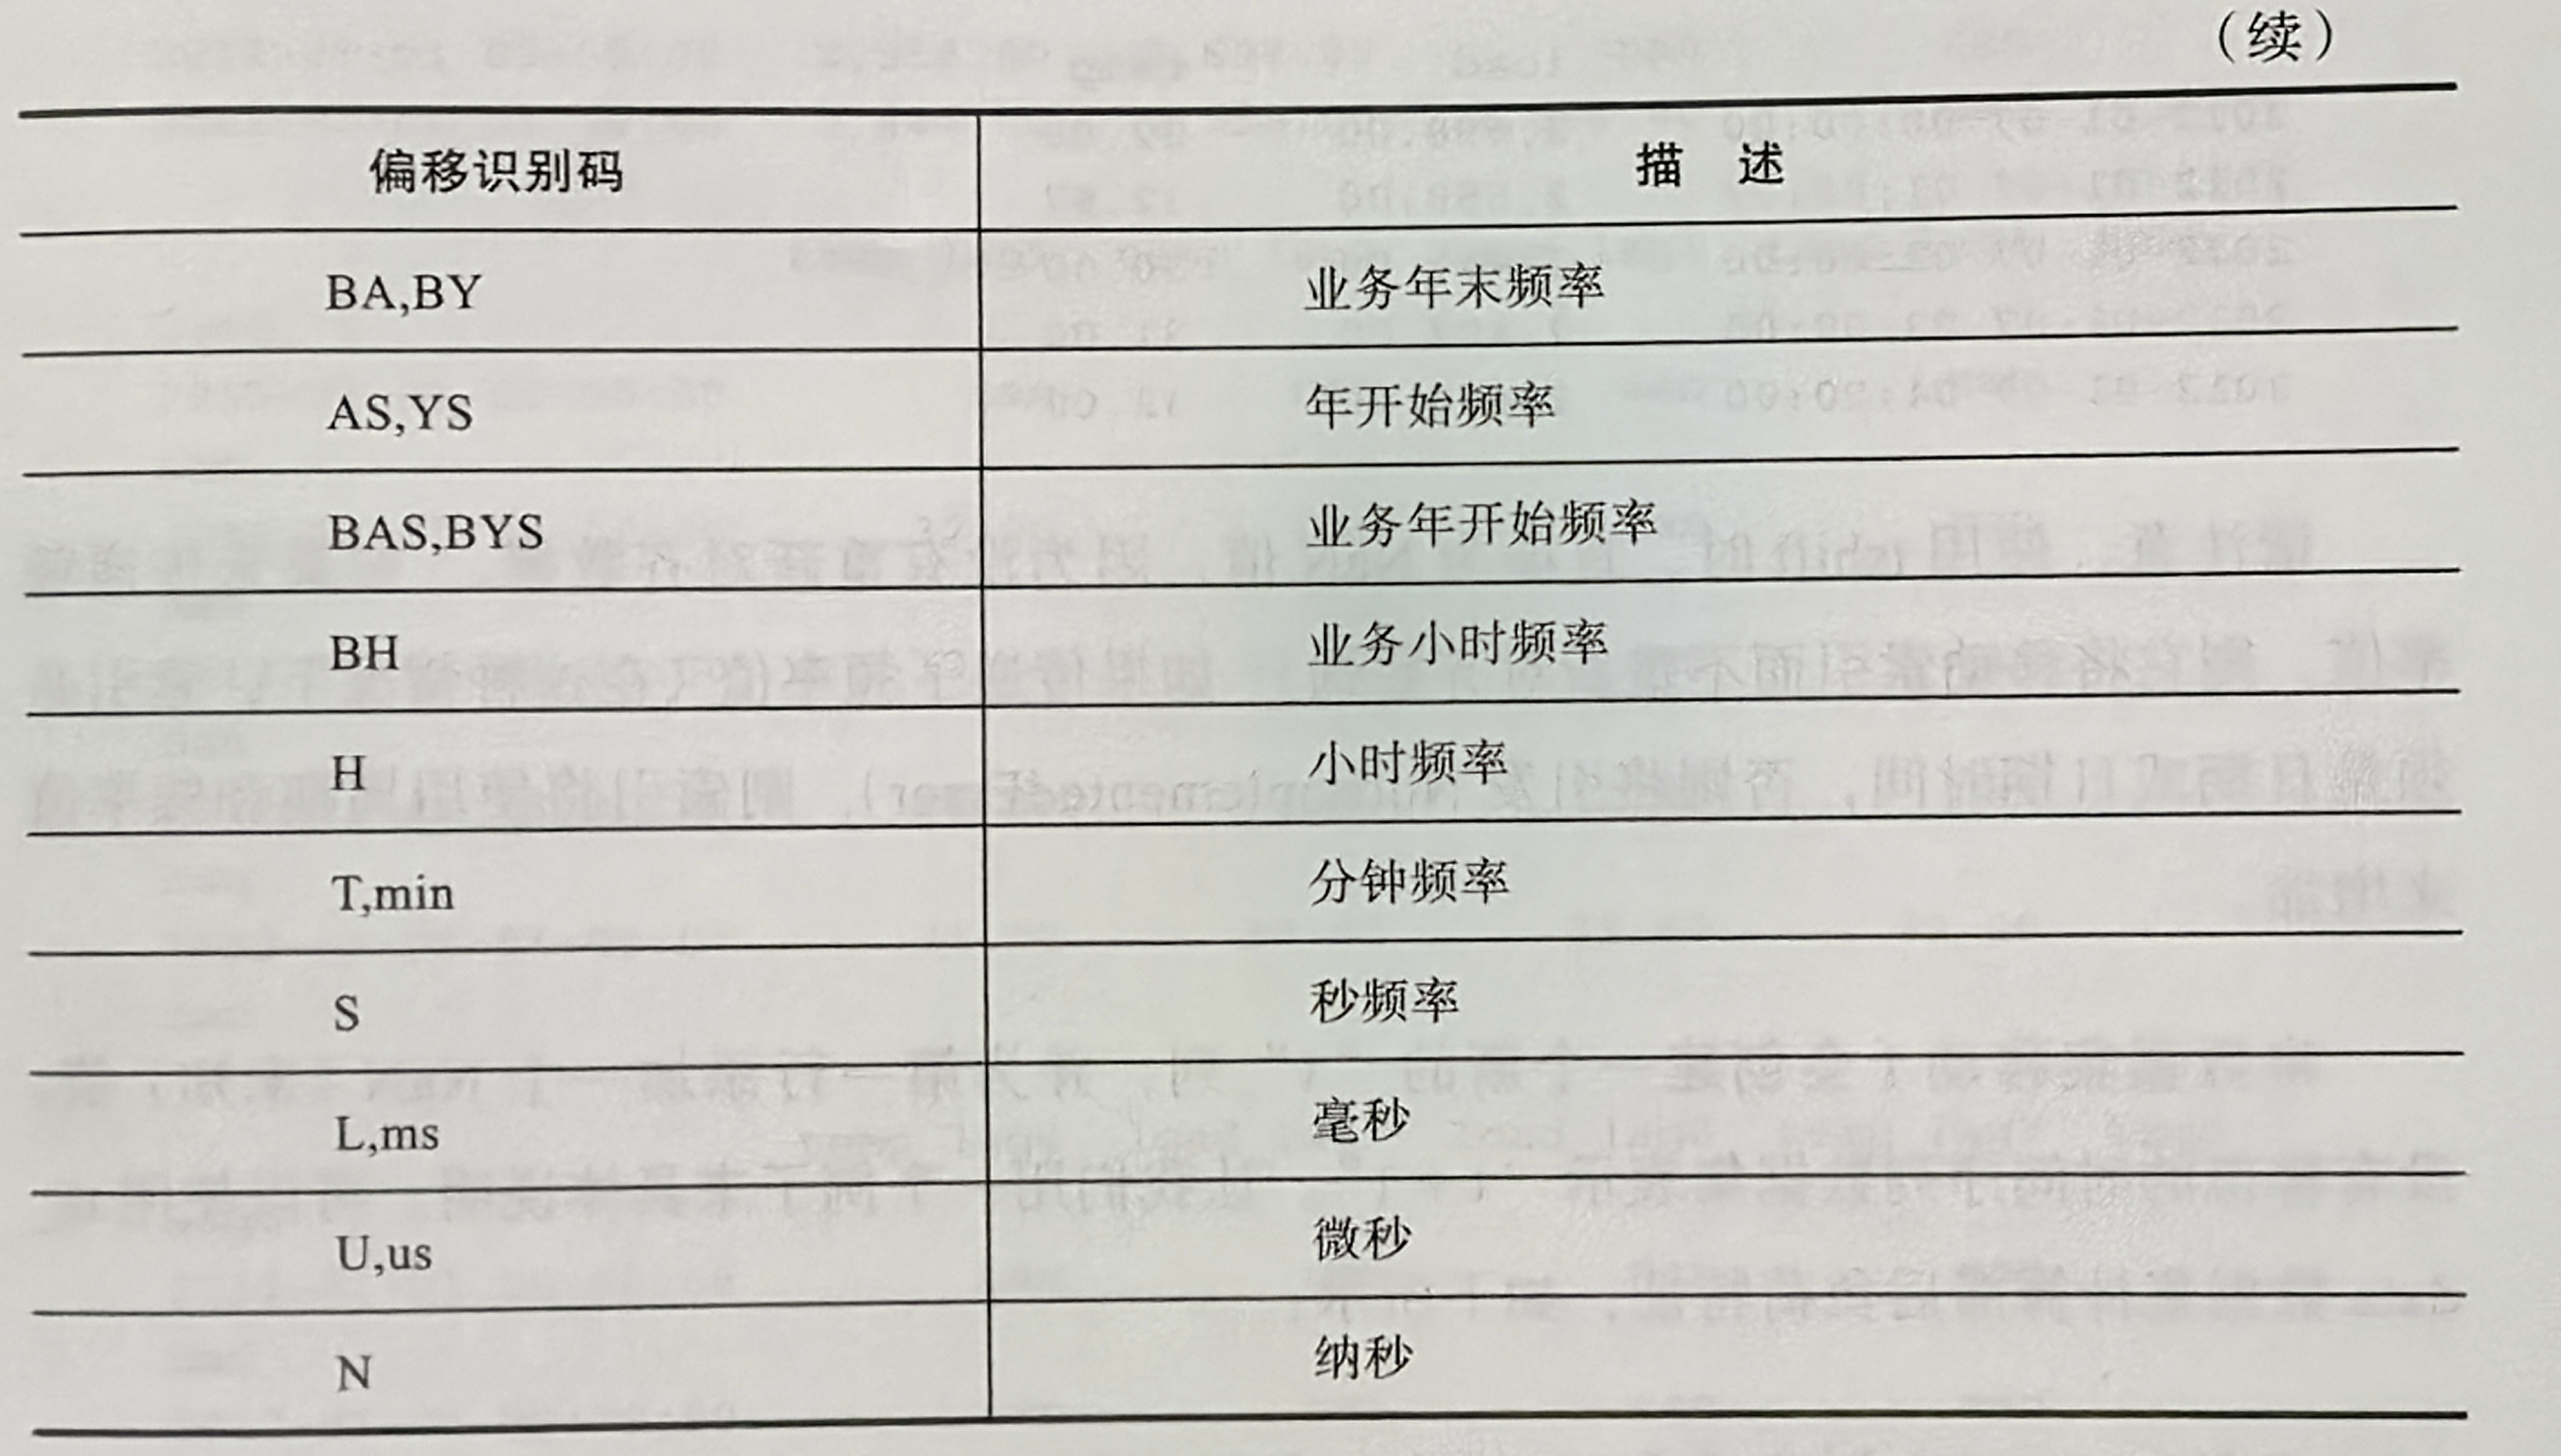 （续）
偏移识别码 描 述
BA,BY 业务年末频率
AS,YS 年开始频率
BAS,BYS 业务年开始频率
BH 业务小时频率
H 小时频率
T,min 分钟频率
S 秒频率
L,ms 毫秒
U,us 微秒
N 纳秒